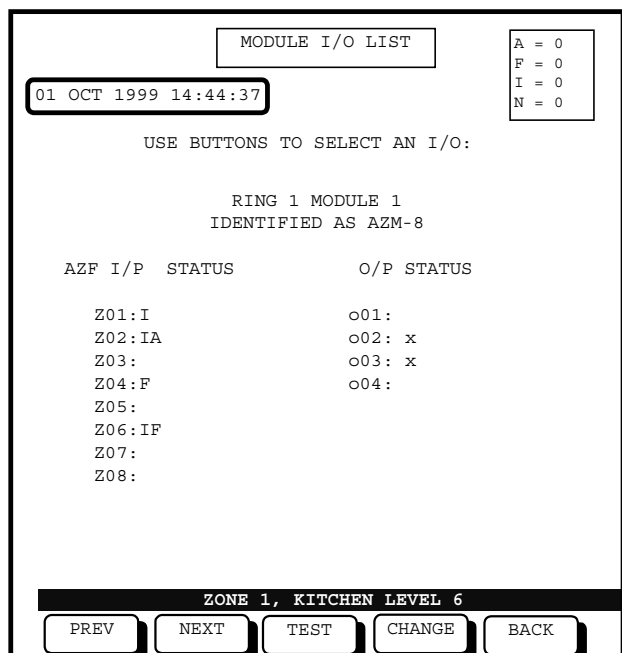 MODULE I/O LIST
A = 0
F = 0
I = 0
N = 0
01 OCT 1999 14:44:37
USE BUTTONS TO SELECT AN I/O:
RING 1 MODULE 1
IDENTIFIED AS AZM-8
AZF I/P STATUS O/P STATUS
Z01:I o01:
Z02:IA o02: x
Z03: o03: x
Z04:F o04:
Z05:
Z06:IF
Z07:
Z08:
ZONE 1, KITCHEN LEVEL 6
PREV NEXT TEST CHANGE BACK